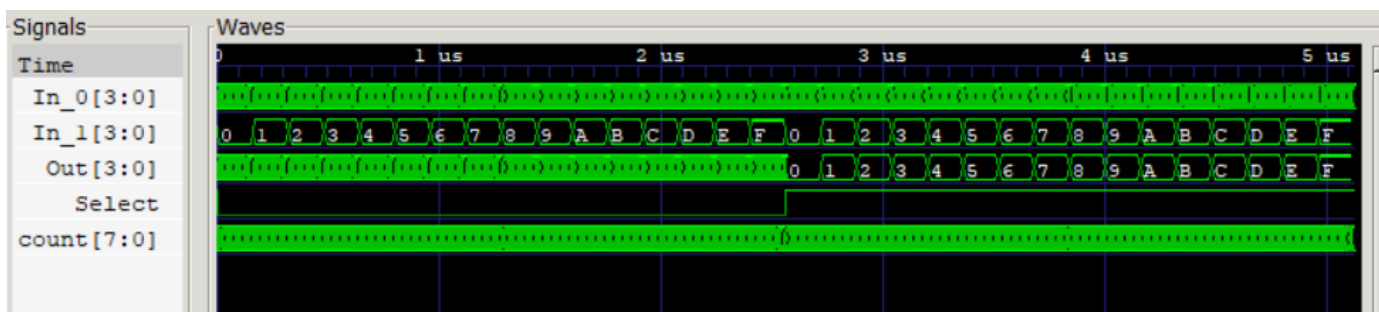 Signals Waves
Time 0 1 us 2 us 3 us 4 us 5 us
In_0[3:0]
In_1[3:0] 0 1 2 3 4 5 6 7 8 9 A B C D E F 0 1 2 3 4 5 6 7 8 9 A B C D E F
Out[3:0] 0 1 2 3 4 5 6 7 8 9 A B C D E F
Select
count[7:0]